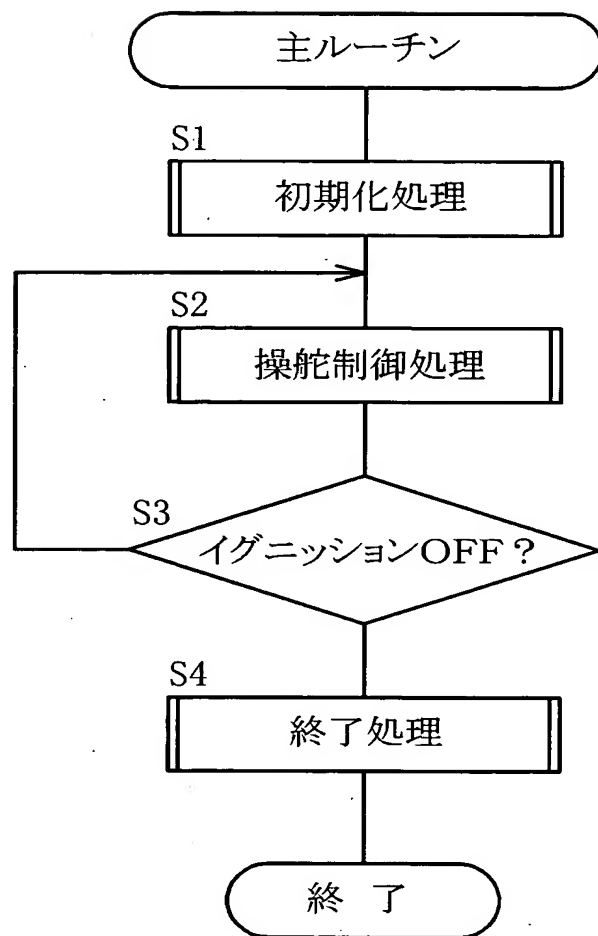 主ルーチン
S1
初期化処理
S2
操舵制御処理
S3
イグニッションOFF？
S4
終了処理
終 了